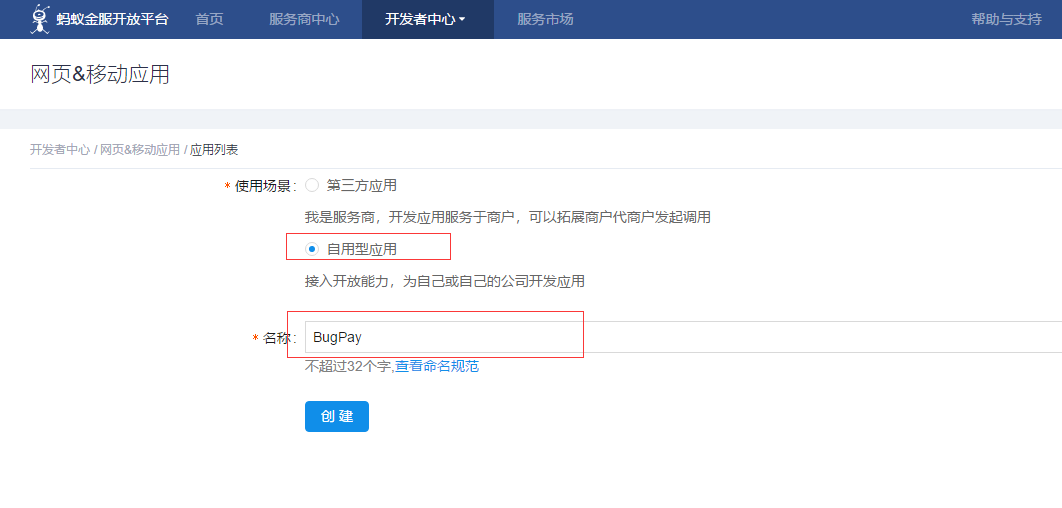 蚂蚁金服开放平台 首页 服务商中心 开发者中心 服务市场 帮助与支持
网页&移动应用
开发者中心 / 网页&移动应用 / 应用列表
* 使用场景: 第三方应用
我是服务商，开发应用服务于商户，可以拓展商户代商户发起调用
自用型应用
接入开放能力，为自己或自己的公司开发应用
* 名称: BugPay
不超过32个字,查看命名规范
创 建